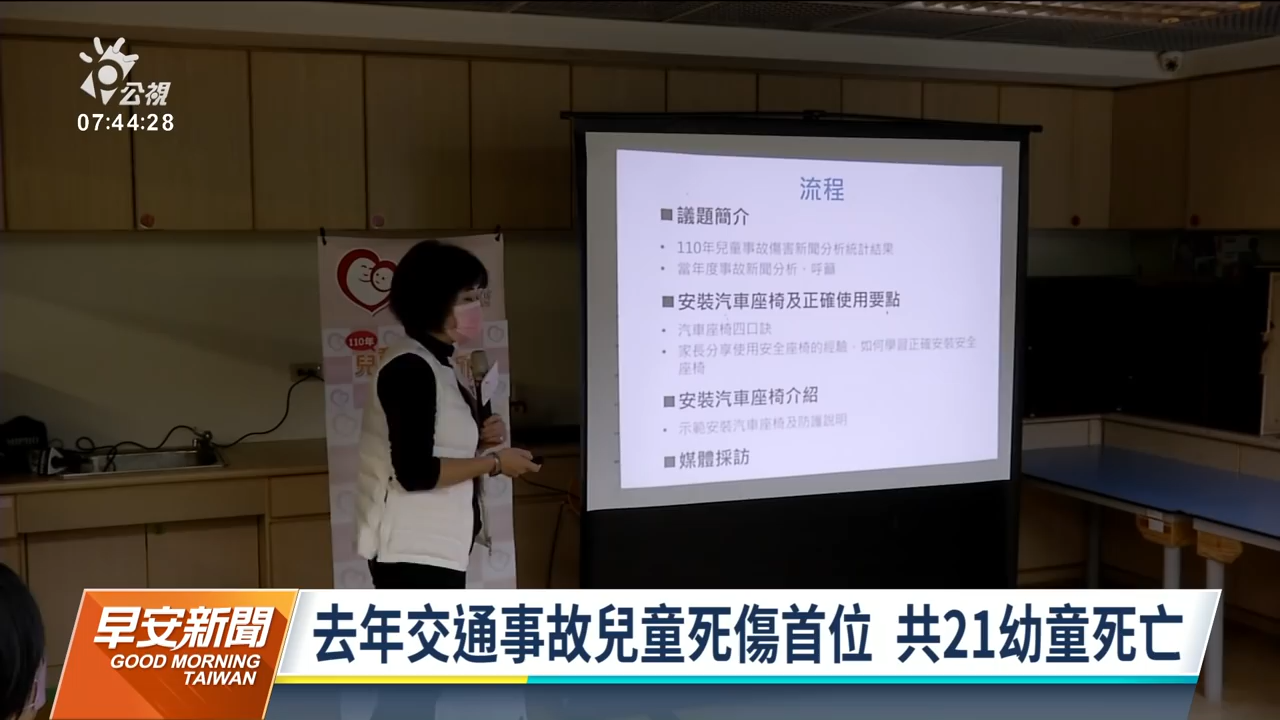 公視
07:44:28
流程
議題簡介
110年兒童事故傷害新聞分析統計結果
當年度事故新聞分析、呼籲
安裝汽車座椅及正確使用要點
汽車座椅四口訣
家長分享使用安全座椅的經驗，如何學習正確安裝安全
座椅
安裝汽車座椅介紹
示範安裝汽車座椅及防護說明
媒體採訪
110年
兒
早安新聞
GOOD MORNING
TAIWAN
去年交通事故兒童死傷首位 共21幼童死亡